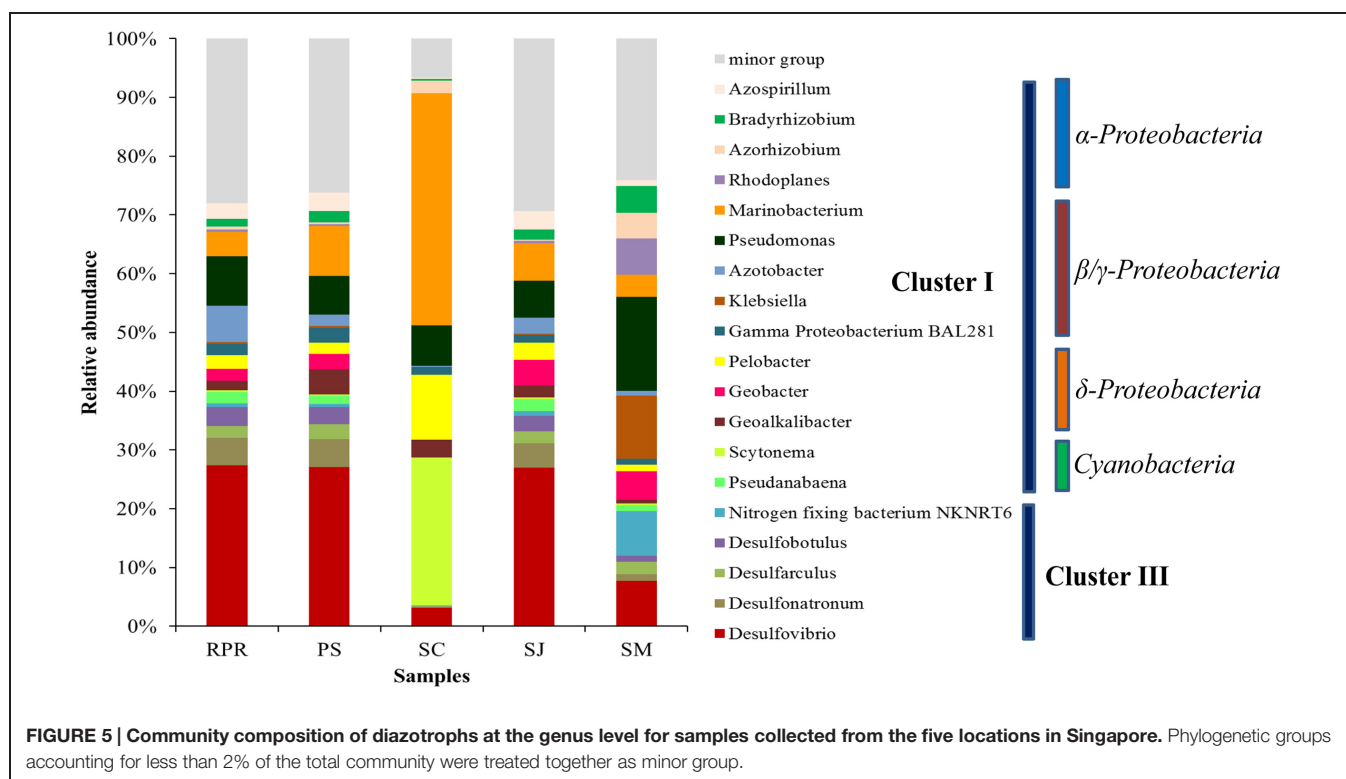 100%
90%
80%
70%
60%
50%
40%
30%
20%
10%
0%
Relative abundance
RPR PS SC SJ SM
Samples
minor group
Azospirillum
Bradyrhizobium
Azorhizobium
Rhodoplanes
Marinobacterium
Pseudomonas
Azotobacter
Klebsiella
Gamma Proteobacterium BAL281
Pelobacter
Geobacter
Geoalkalibacter
Scytonema
Pseudanabaena
Nitrogen fixing bacterium NKNRT6
Desulfobotulus
Desulfarculus
Desulfonatronum
Desulfovibrio
Cluster I
Cluster III
α-Proteobacteria
β/γ-Proteobacteria
δ-Proteobacteria
Cyanobacteria
FIGURE 5 | Community composition of diazotrophs at the genus level for samples collected from the five locations in Singapore. Phylogenetic groups
accounting for less than 2% of the total community were treated together as minor group.